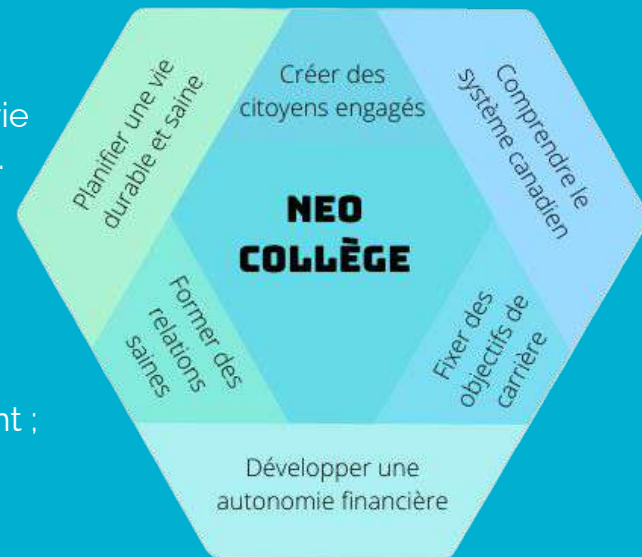 Créer des
citoyens engagés
Planifier une vie
durable et saine
Comprendre le
système canadien
NEO
COLLÈGE
Former des
relations
saines
Fixer des
objectifs de
carrière
Développer une
autonomie financière